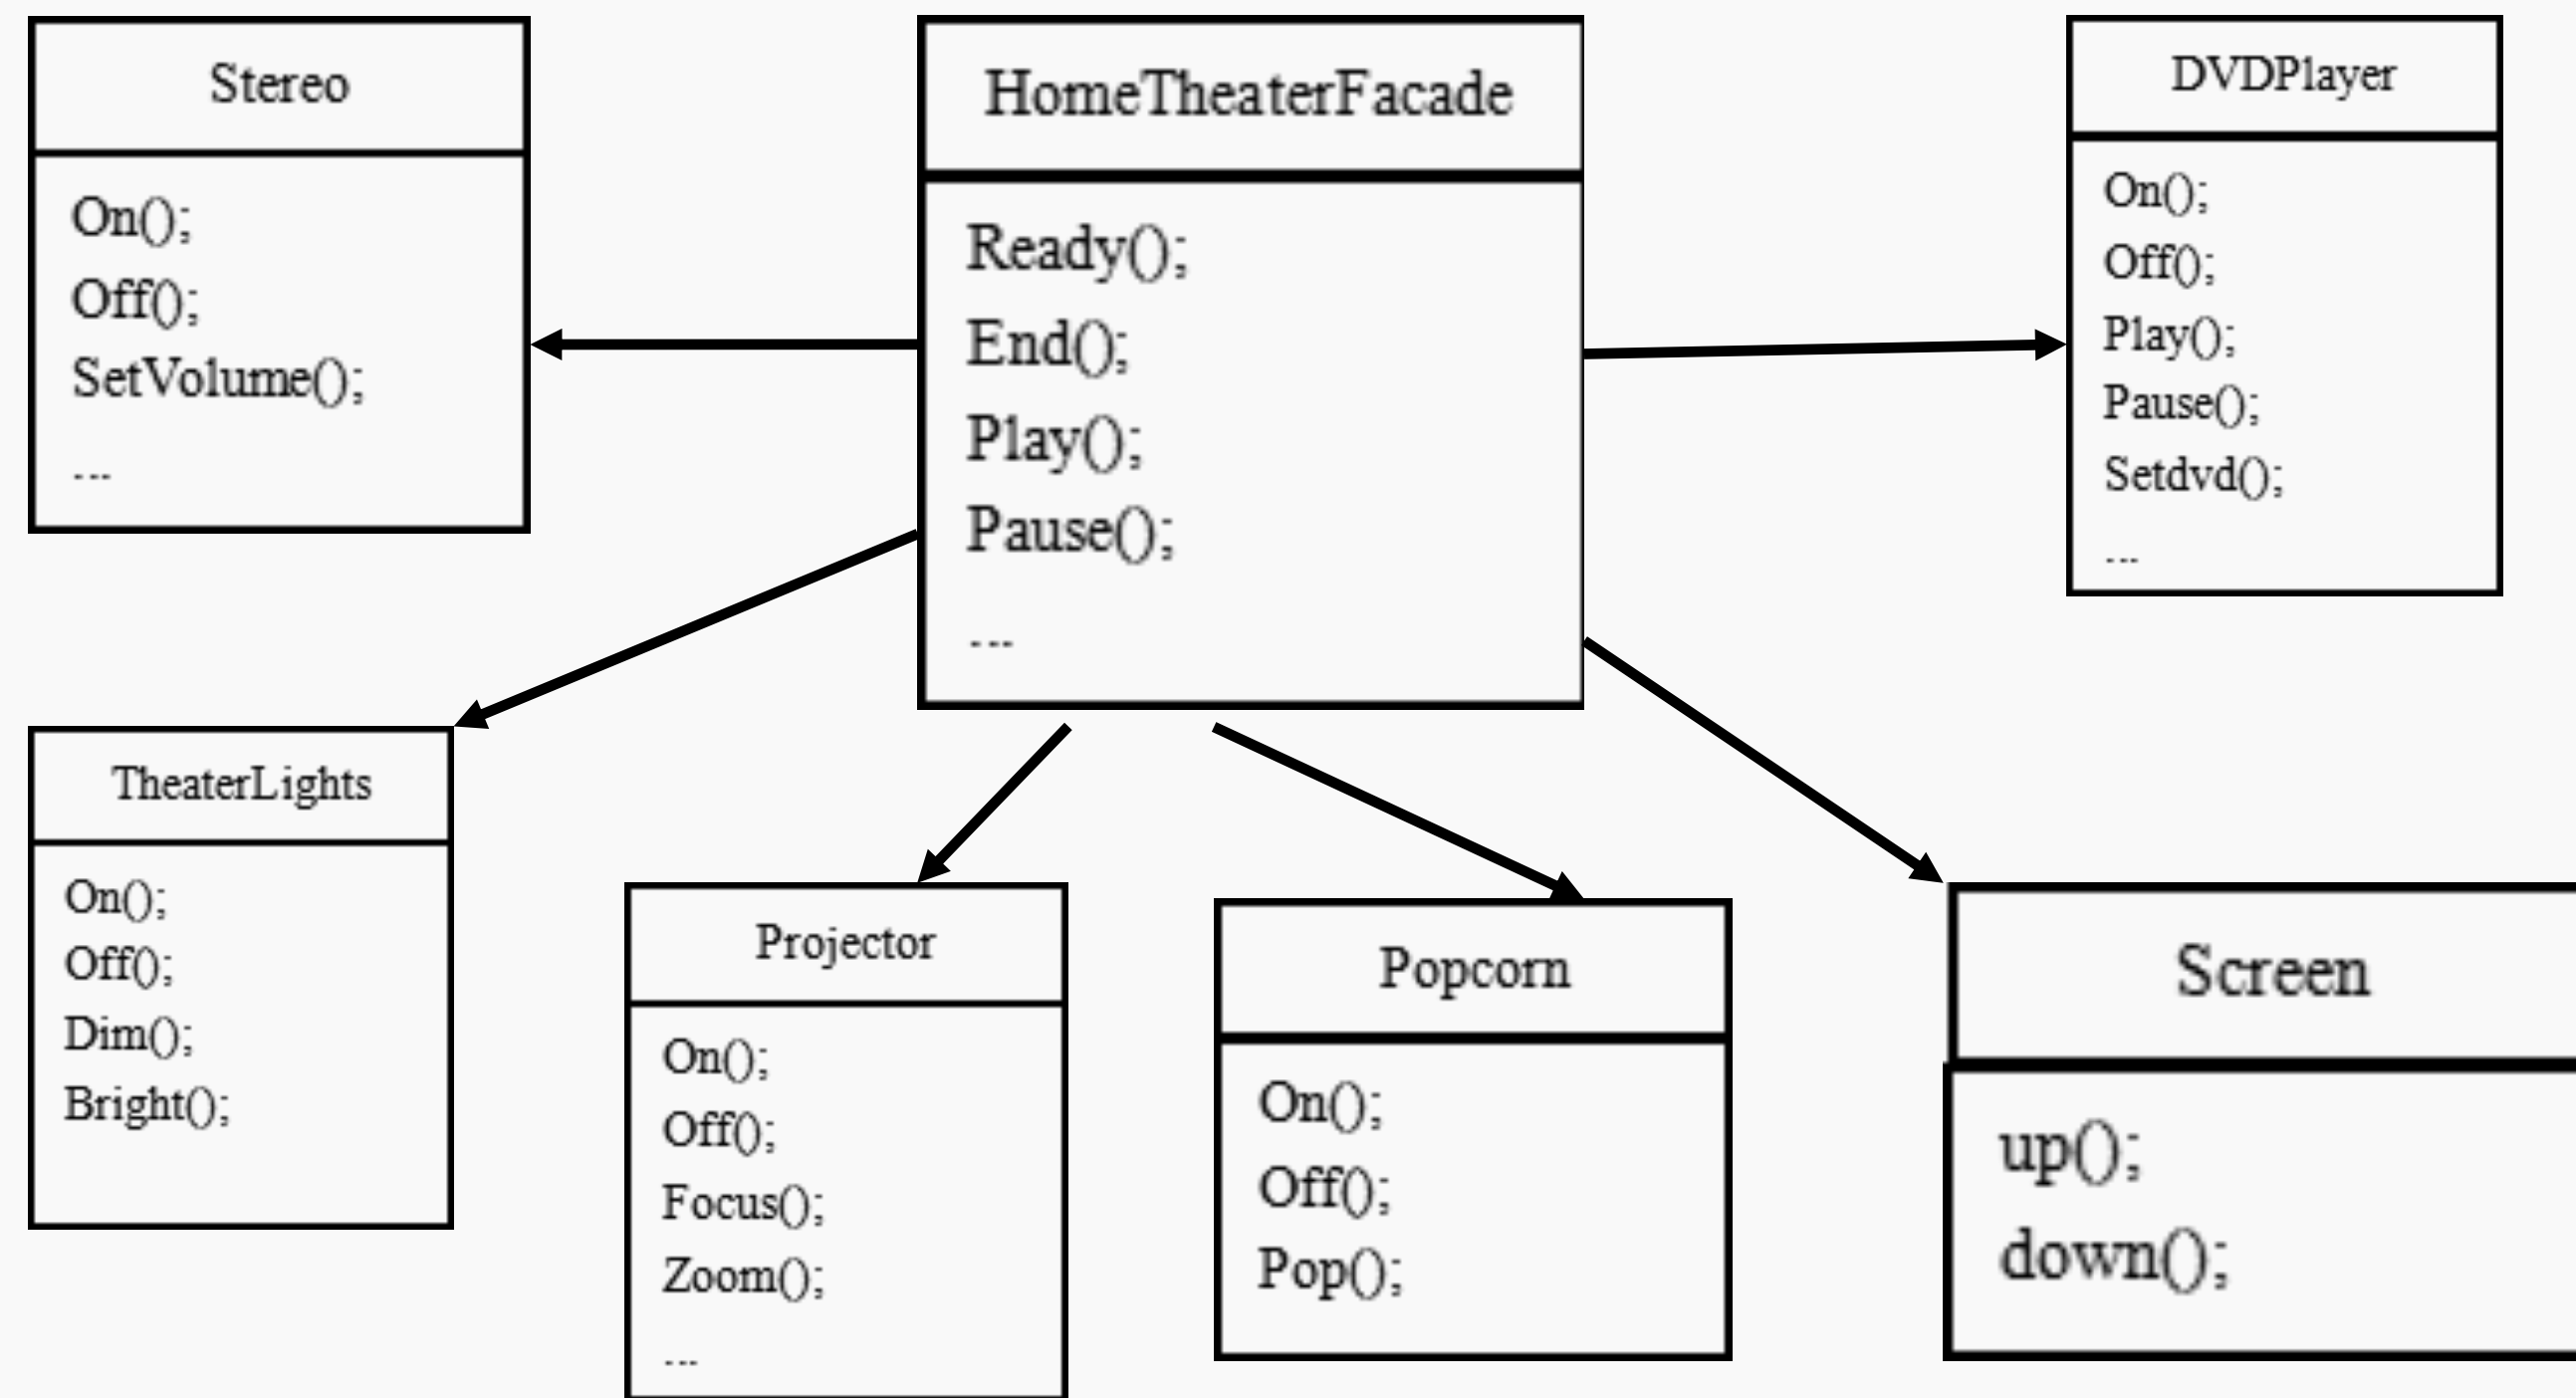 Stereo
On();
Off();
SetVolume();
...
HomeTheaterFacade
Ready();
End();
Play();
Pause();
...
DVDPlayer
On();
Off();
Play();
Pause();
Setdvd();
...
TheaterLights
On();
Off();
Dim();
Bright();
Projector
On();
Off();
Focus();
Zoom();
...
Popcorn
On();
Off();
Pop();
Screen
up();
down();